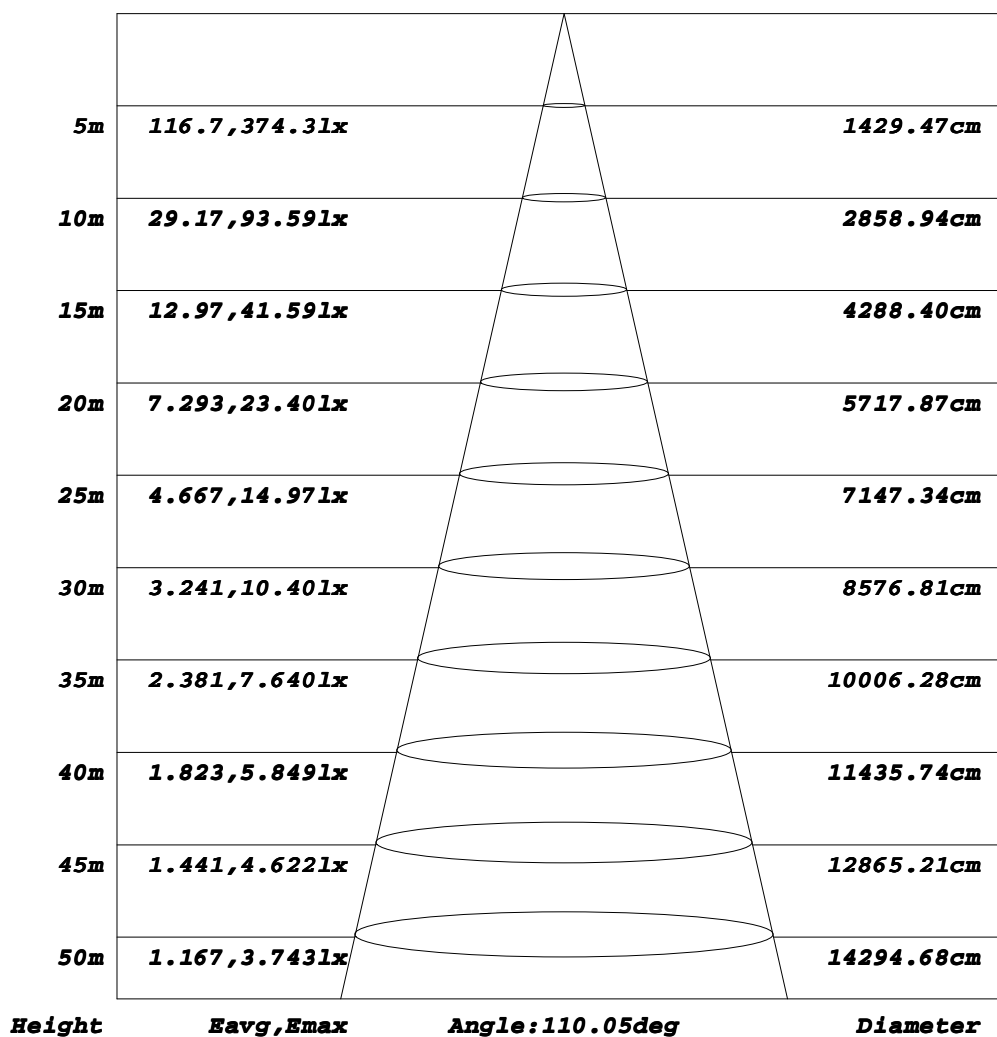 5m 116.7,374.3lx 1429.47cm
10m 29.17,93.59lx 2858.94cm
15m 12.97,41.59lx 4288.40cm
20m 7.293,23.40lx 5717.87cm
25m 4.667,14.97lx 7147.34cm
30m 3.241,10.40lx 8576.81cm
35m 2.381,7.640lx 10006.28cm
40m 1.823,5.849lx 11435.74cm
45m 1.441,4.622lx 12865.21cm
50m 1.167,3.743lx 14294.68cm
Height Eavg,Emax Angle:110.05deg Diameter